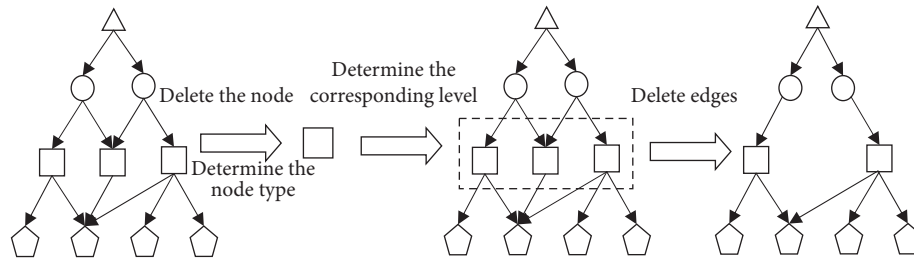 Delete the node
Determine the
node type
Determine the
corresponding level
Delete edges